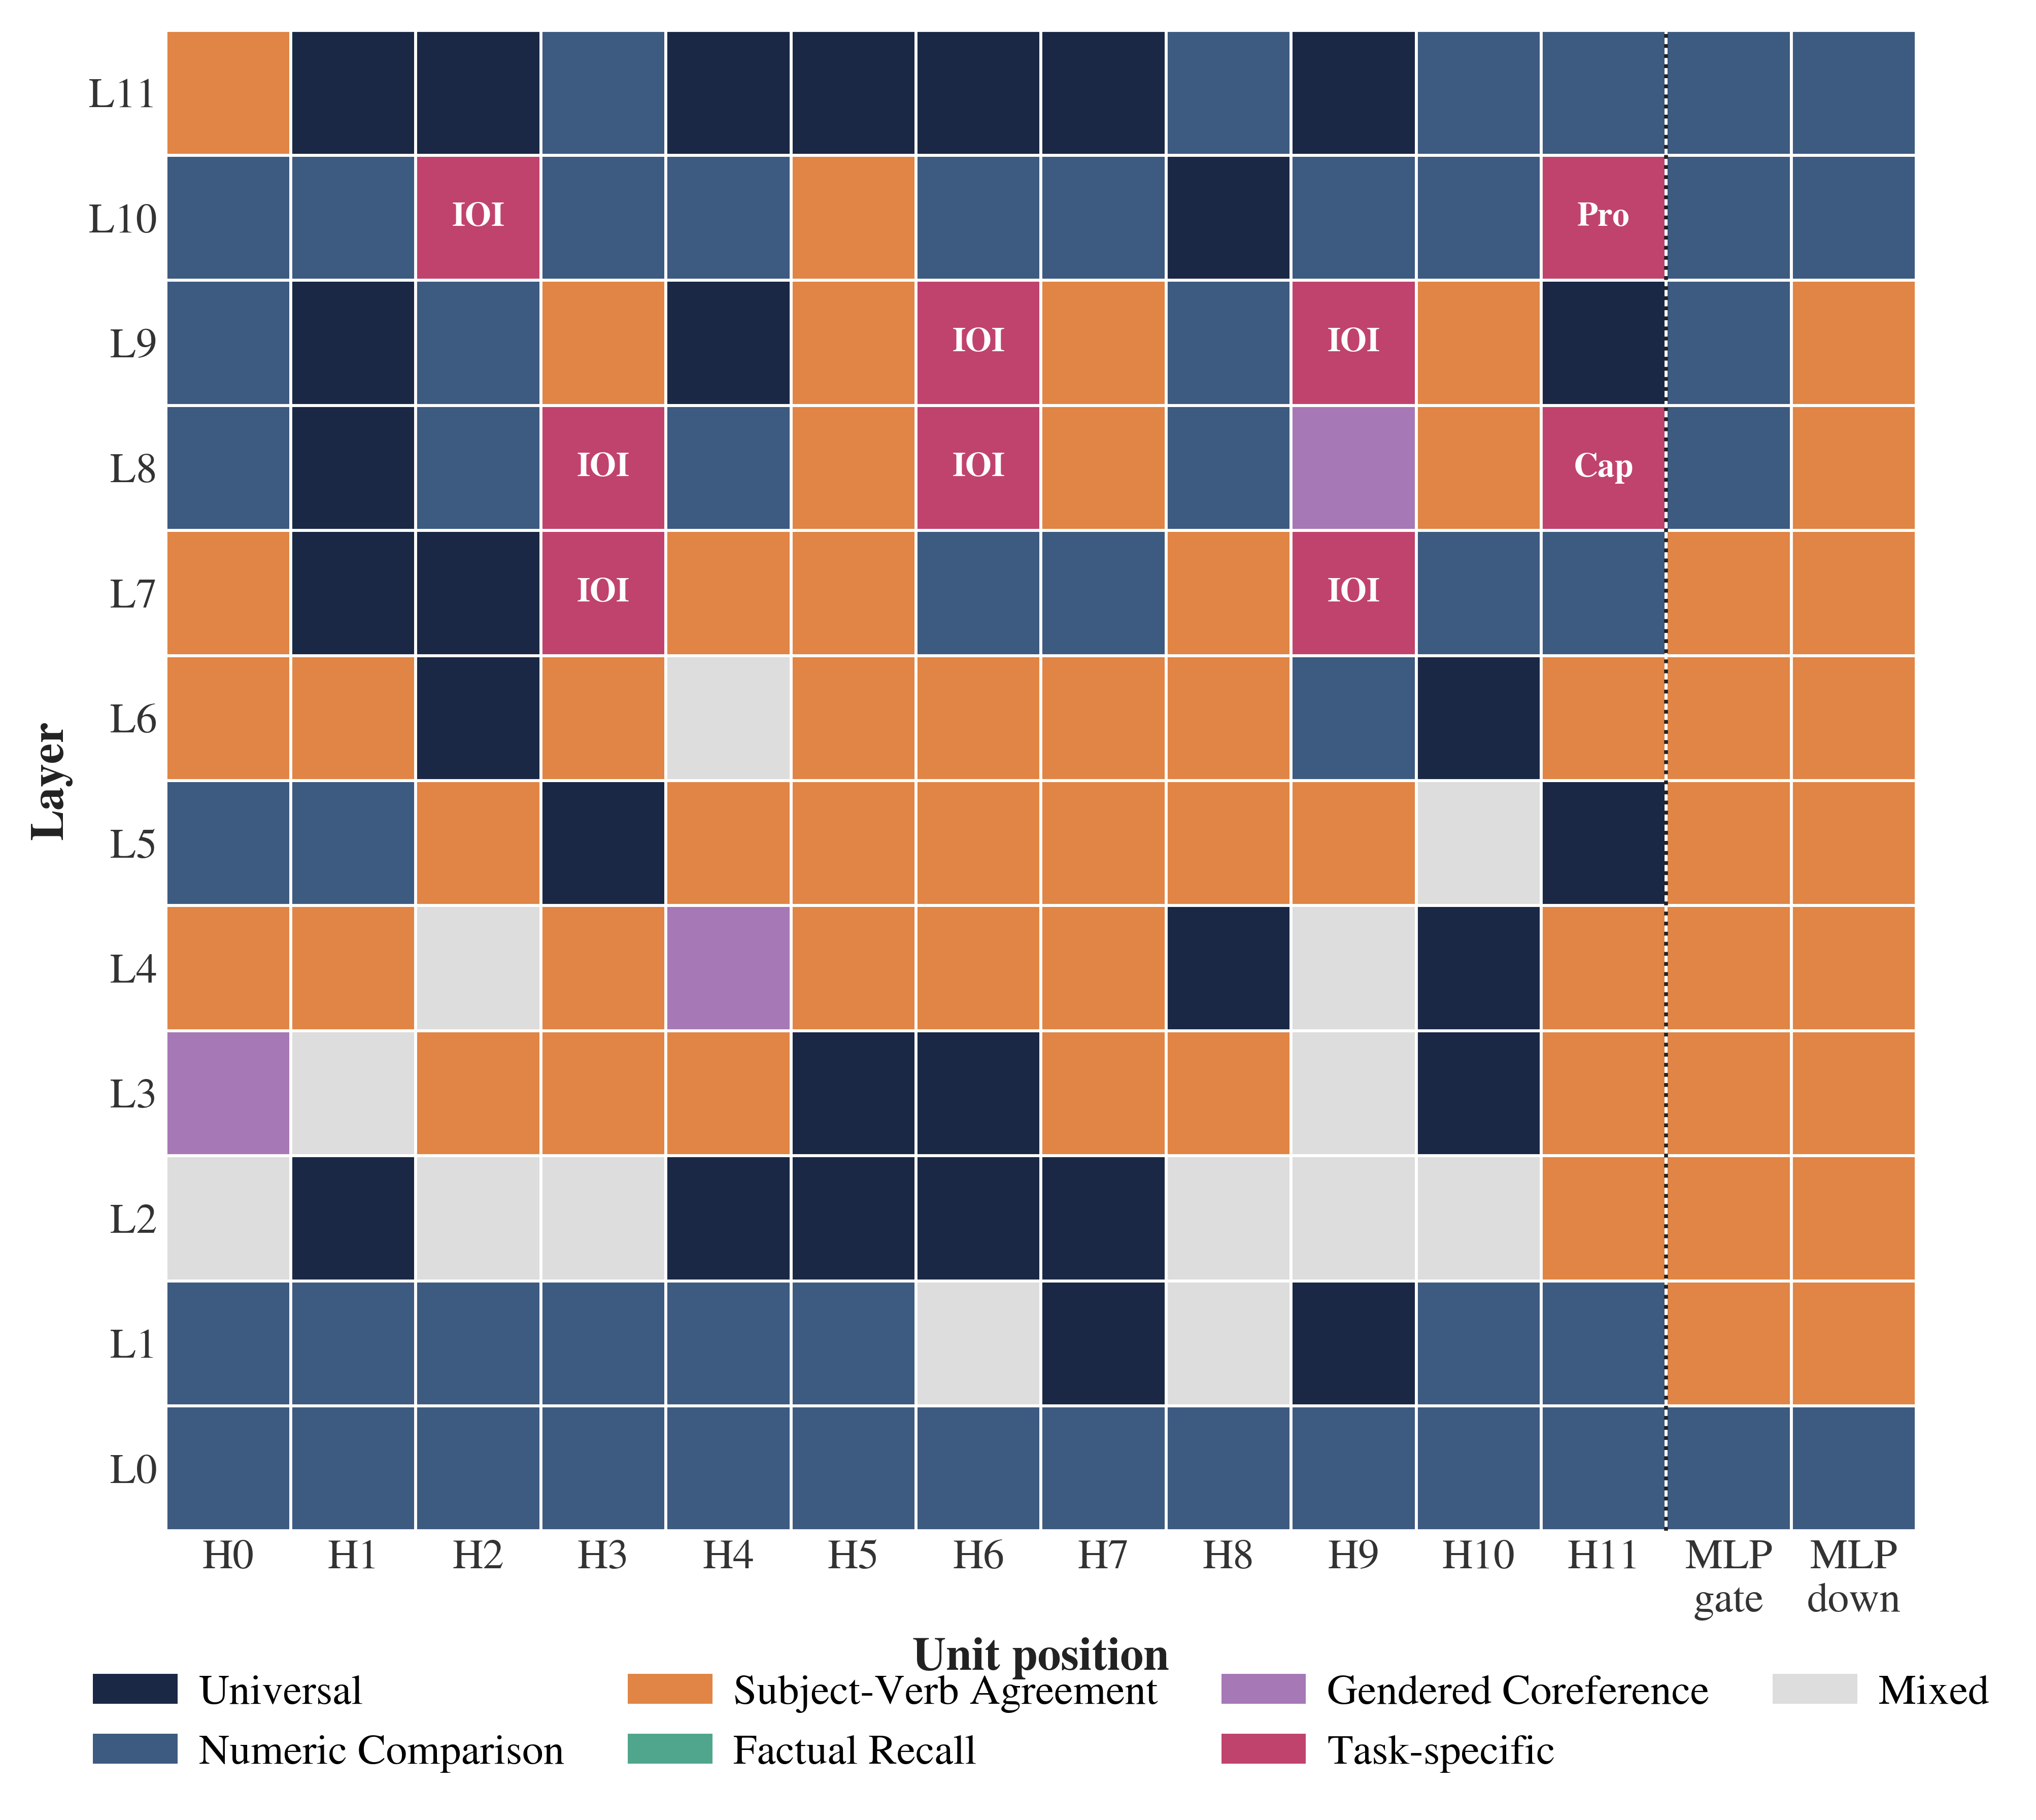 L11
L10
IOI
Pro
L9
IOI
IOI
L8
IOI
IOI
Cap
L7
IOI
IOI
L6
Layer
L5
L4
L3
L2
L1
L0
H0 H1 H2 H3 H4 H5 H6 H7 H8 H9 H10 H11 MLP gate MLP down
Unit position
Universal
Subject-Verb Agreement
Gendered Coreference
Mixed
Numeric Comparison
Factual Recall
Task-specific